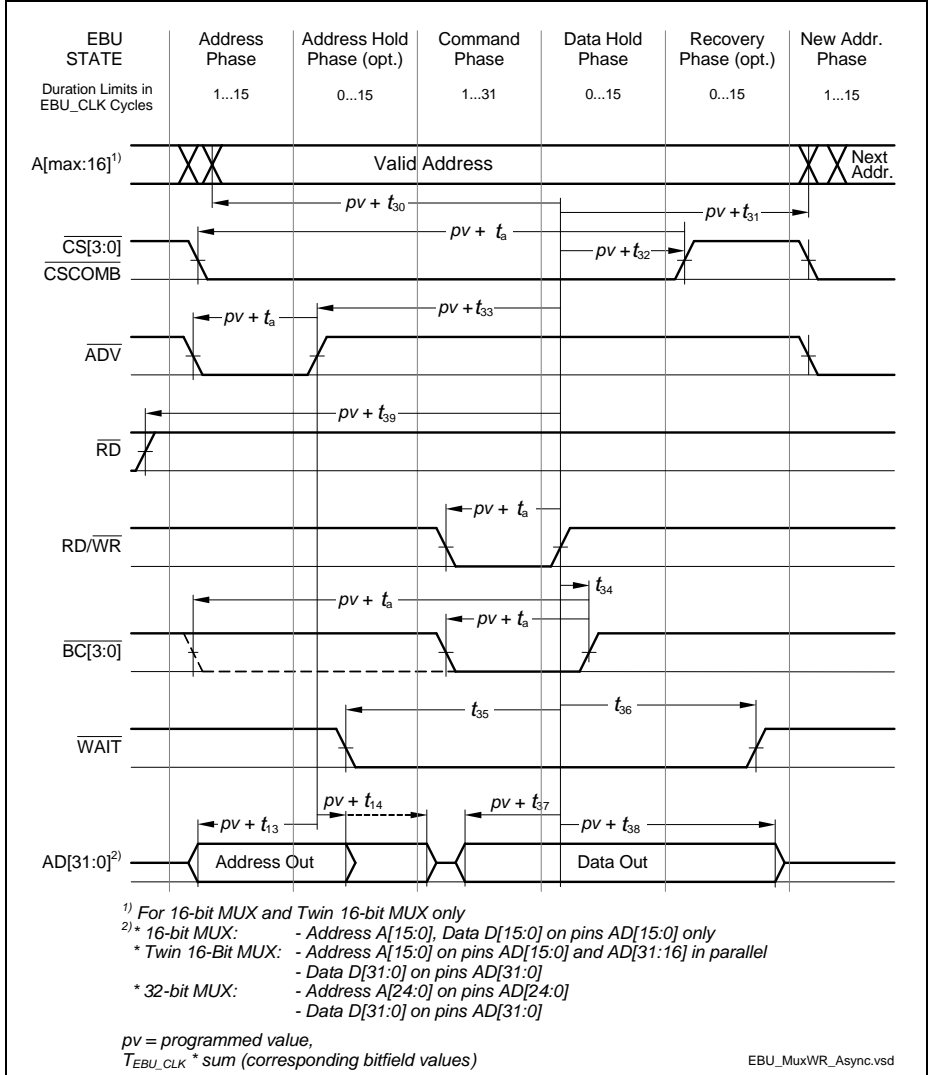 EBU STATE
Address Phase
Address Hold Phase (opt.)
Command Phase
Data Hold Phase
Recovery Phase (opt.)
New Addr. Phase
Duration Limits in EBU_CLK Cycles
1...15
0...15
1...31
0...15
0...15
1...15
A[max:16]1)
Valid Address
Next Addr.
pv + t30
pv + t31
CS[3:0]
CSCOMB
pv + ta
pv + t32
ADV
pv + ta
pv + t33
RD
pv + t39
RD/WR
pv + ta
t34
BC[3:0]
pv + ta
pv + ta
WAIT
t35
t36
AD[31:0]2)
pv + t13
pv + t14
pv + t37
pv + t38
Address Out
Data Out
1) For 16-bit MUX and Twin 16-bit MUX only
2) * 16-bit MUX: - Address A[15:0], Data D[15:0] on pins AD[15:0] only
* Twin 16-Bit MUX: - Address A[15:0] on pins AD[15:0] and AD[31:16] in parallel
- Data D[31:0] on pins AD[31:0]
* 32-bit MUX: - Address A[24:0] on pins AD[24:0]
- Data D[31:0] on pins AD[31:0]
pv = programmed value,
TEBU_CLK * sum (corresponding bitfield values)
EBU_MuxWR_Async.vsd